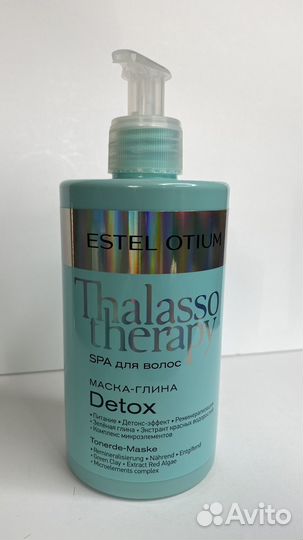 ESTEL OTIUM
Thalasso
therapy
SPA для волос
МАСКА-ГЛИНА
Detox
• Питание • Детокс-эффект • Реминерализация
• Зелёная глина • Экстракт красных водорослей
• Комплекс микроэлементов
Tonerde-Maske
• Remineralisierung • Nährend • Entgiftend
• Green Clay • Extract Red Algae
• Microelements complex
Avito